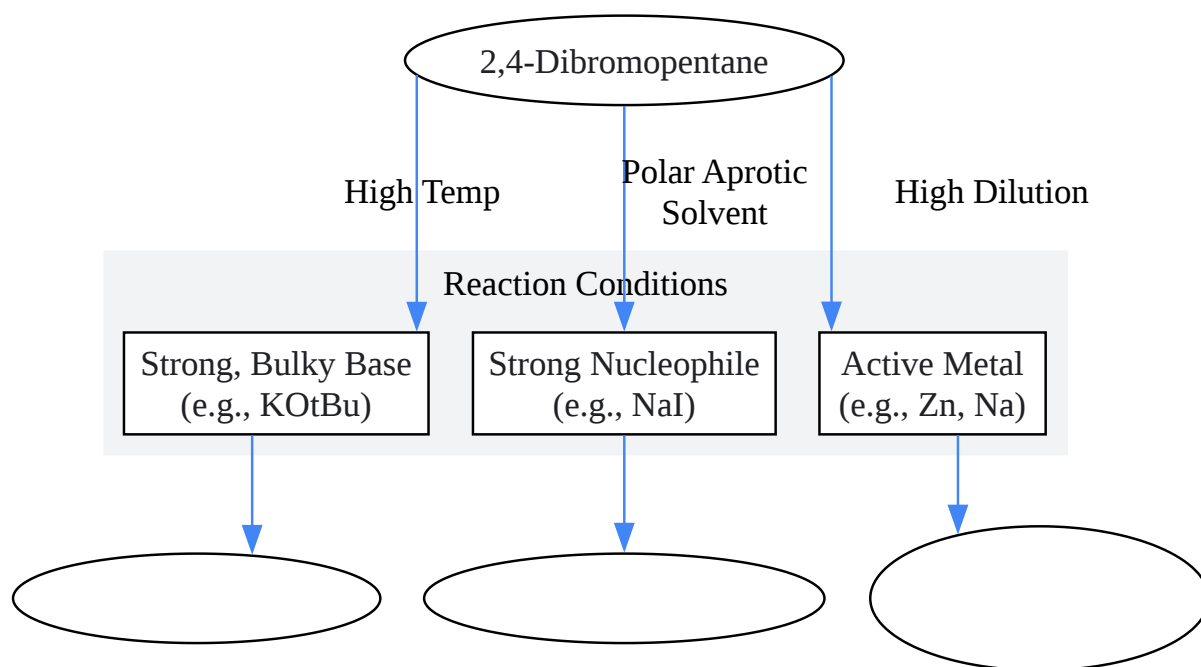 2,4-Dibromopentane
High Temp
Polar Aprotic
Solvent
High Dilution
Reaction Conditions
Strong, Bulky Base
(e.g., KOtBu)
Strong Nucleophile
(e.g., NaI)
Active Metal
(e.g., Zn, Na)